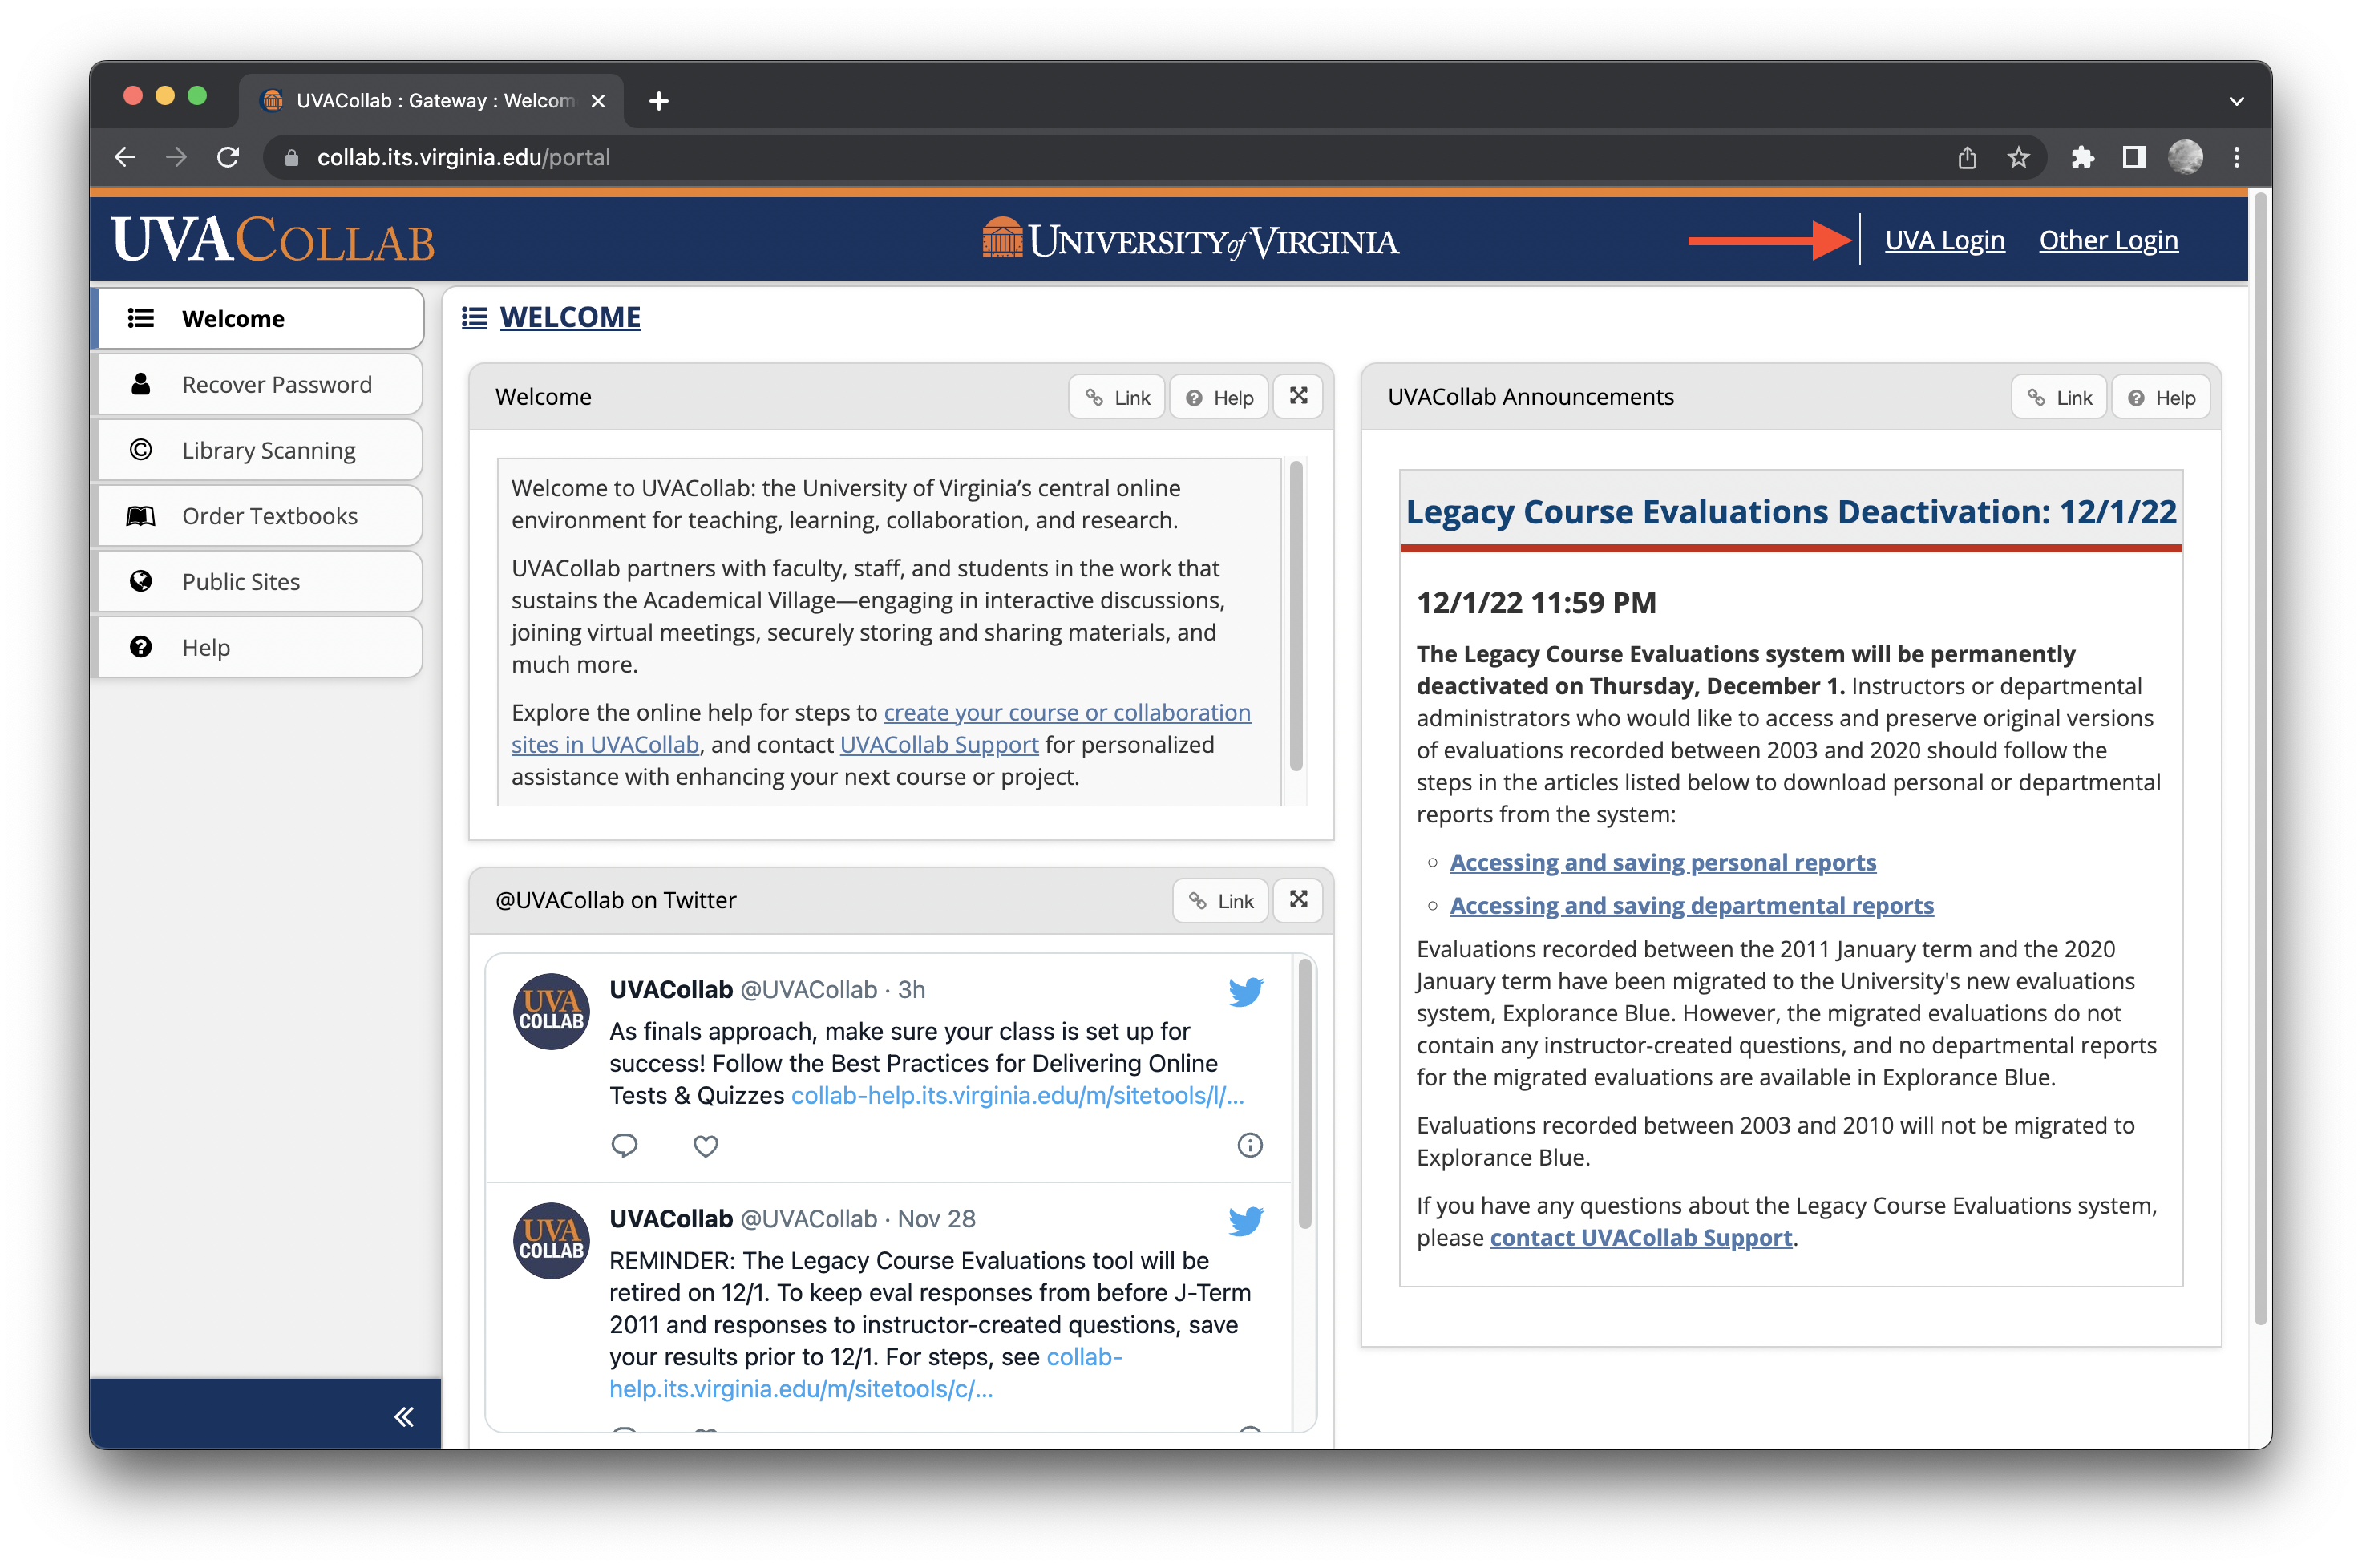 UVACollab : Gateway : Welcom
collab.its.virginia.edu/portal
UVACOLLAB
UNIVERSITY of VIRGINIA
UVA Login
Other Login
Welcome
Recover Password
Library Scanning
Order Textbooks
Public Sites
Help
WELCOME
Welcome
Link
Help
Welcome to UVACollab: the University of Virginia’s central online
environment for teaching, learning, collaboration, and research.
UVACollab partners with faculty, staff, and students in the work that
sustains the Academical Village—engaging in interactive discussions,
joining virtual meetings, securely storing and sharing materials, and
much more.
Explore the online help for steps to create your course or collaboration
sites in UVACollab, and contact UVACollab Support for personalized
assistance with enhancing your next course or project.
@UVACollab on Twitter
Link
UVA
COLLAB
UVACollab @UVACollab · 3h
As finals approach, make sure your class is set up for
success! Follow the Best Practices for Delivering Online
Tests & Quizzes collab-help.its.virginia.edu/m/sitetools/l/...
UVA
COLLAB
UVACollab @UVACollab · Nov 28
REMINDER: The Legacy Course Evaluations tool will be
retired on 12/1. To keep eval responses from before J-Term
2011 and responses to instructor-created questions, save
your results prior to 12/1. For steps, see collab-
help.its.virginia.edu/m/sitetools/c/...
UVACollab Announcements
Link
Help
Legacy Course Evaluations Deactivation: 12/1/22
12/1/22 11:59 PM
The Legacy Course Evaluations system will be permanently
deactivated on Thursday, December 1. Instructors or departmental
administrators who would like to access and preserve original versions
of evaluations recorded between 2003 and 2020 should follow the
steps in the articles listed below to download personal or departmental
reports from the system:
Accessing and saving personal reports
Accessing and saving departmental reports
Evaluations recorded between the 2011 January term and the 2020
January term have been migrated to the University's new evaluations
system, Explorance Blue. However, the migrated evaluations do not
contain any instructor-created questions, and no departmental reports
for the migrated evaluations are available in Explorance Blue.
Evaluations recorded between 2003 and 2010 will not be migrated to
Explorance Blue.
If you have any questions about the Legacy Course Evaluations system,
please contact UVACollab Support.